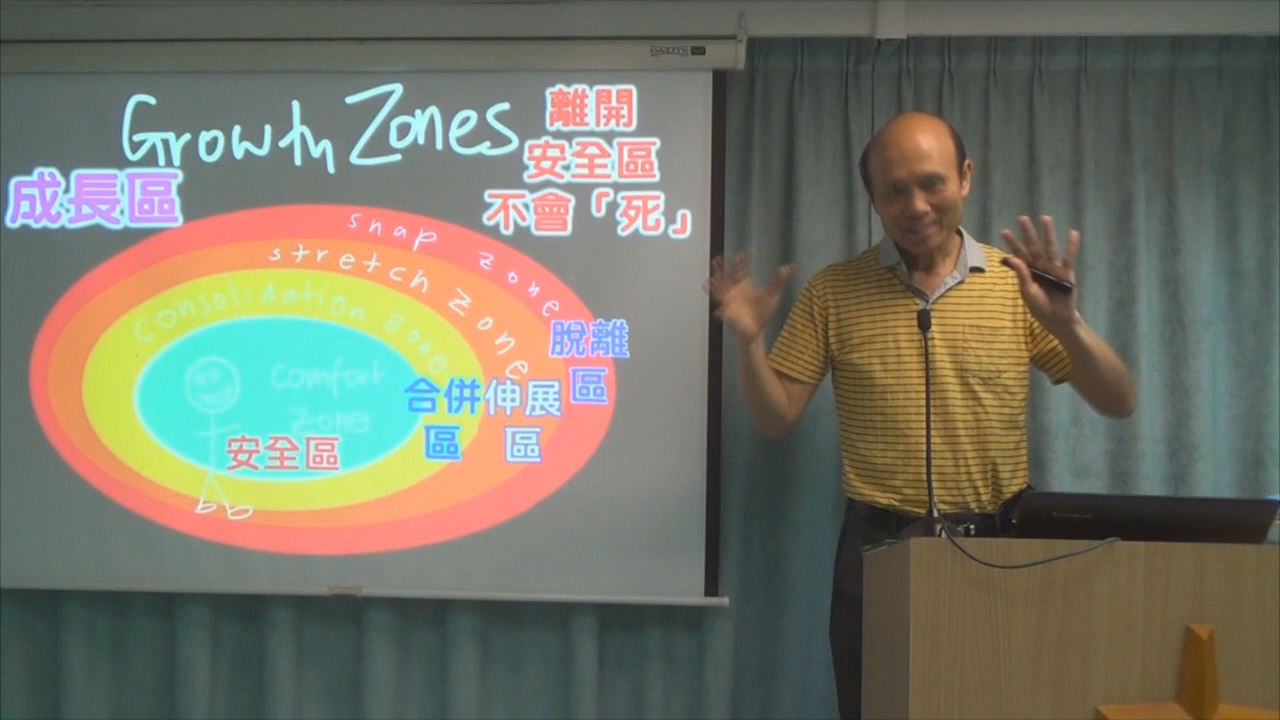 Growth Zones
離開
安全區
不會「死」
成長區
snap zone
stretch zone
consolidation zone
comfort
zone
脫離
區
合併
區
伸展
區
安全區